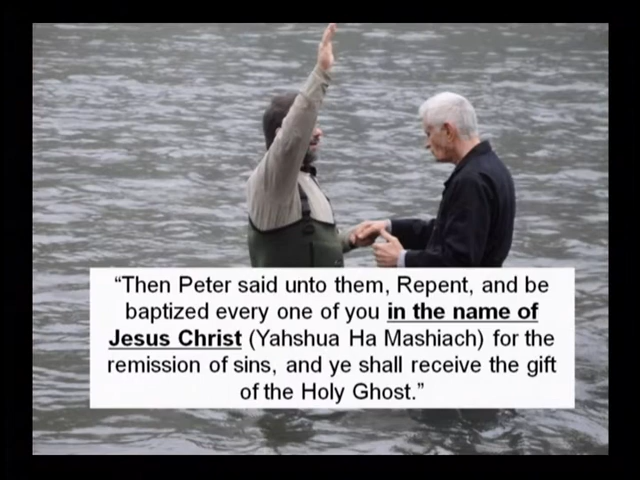 “Then Peter said unto them, Repent, and be
baptized every one of you in the name of
Jesus Christ (Yahshua Ha Mashiach) for the
remission of sins, and ye shall receive the gift
of the Holy Ghost.”